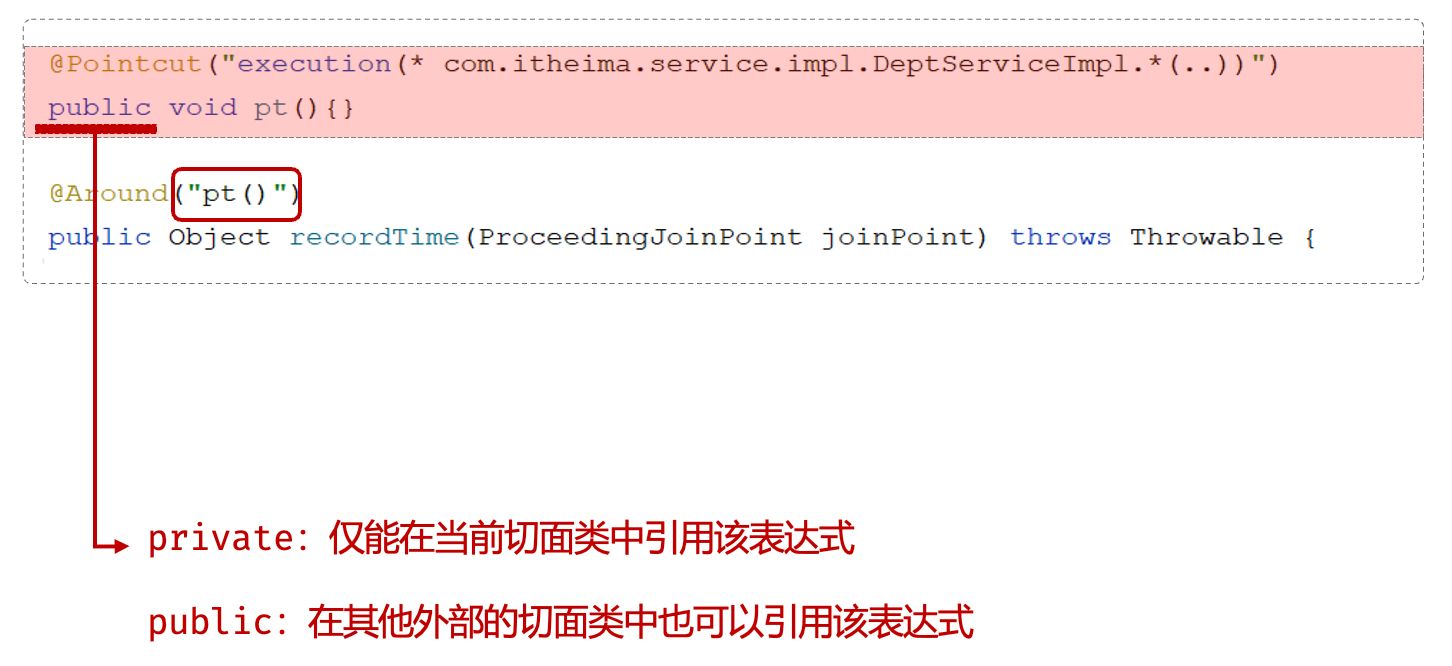 @Pointcut("execution(* com.itheima.service.impl.DeptServiceImpl.*(..))")
public void pt(){}
@Around("pt()")
public Object recordTime(ProceedingJoinPoint joinPoint) throws Throwable {
private：仅能在当前切面类中引用该表达式
public：在其他外部的切面类中也可以引用该表达式